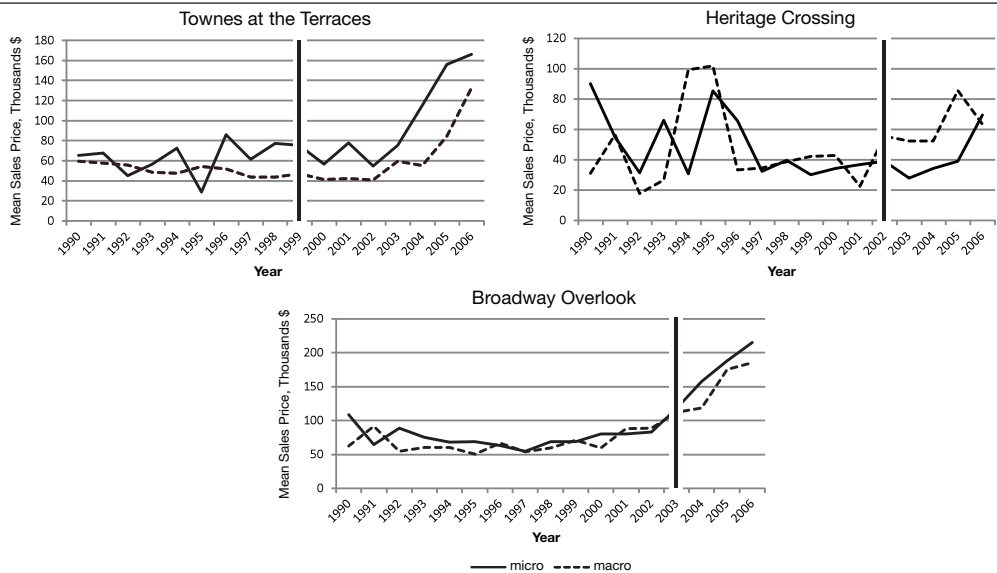 Townes at the Terraces
Mean Sales Price, Thousands $
180
160
140
120
100
80
60
40
20
0
1990 1991 1992 1993 1994 1995 1996 1997 1998 1999 2000 2001 2002 2003 2004 2005 2006
Year
Heritage Crossing
Mean Sales Price, Thousands $
120
100
80
60
40
20
0
1990 1991 1992 1993 1994 1995 1996 1997 1998 1999 2000 2001 2002 2003 2004 2005 2006
Year
Broadway Overlook
Mean Sales Price, Thousands $
250
200
150
100
50
0
1990 1991 1992 1993 1994 1995 1996 1997 1998 1999 2000 2001 2002 2003 2004 2005 2006
Year
micro macro